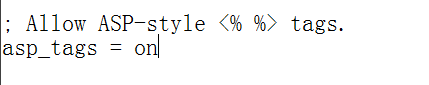 ; Allow ASP-style <% %> tags.
asp_tags = on